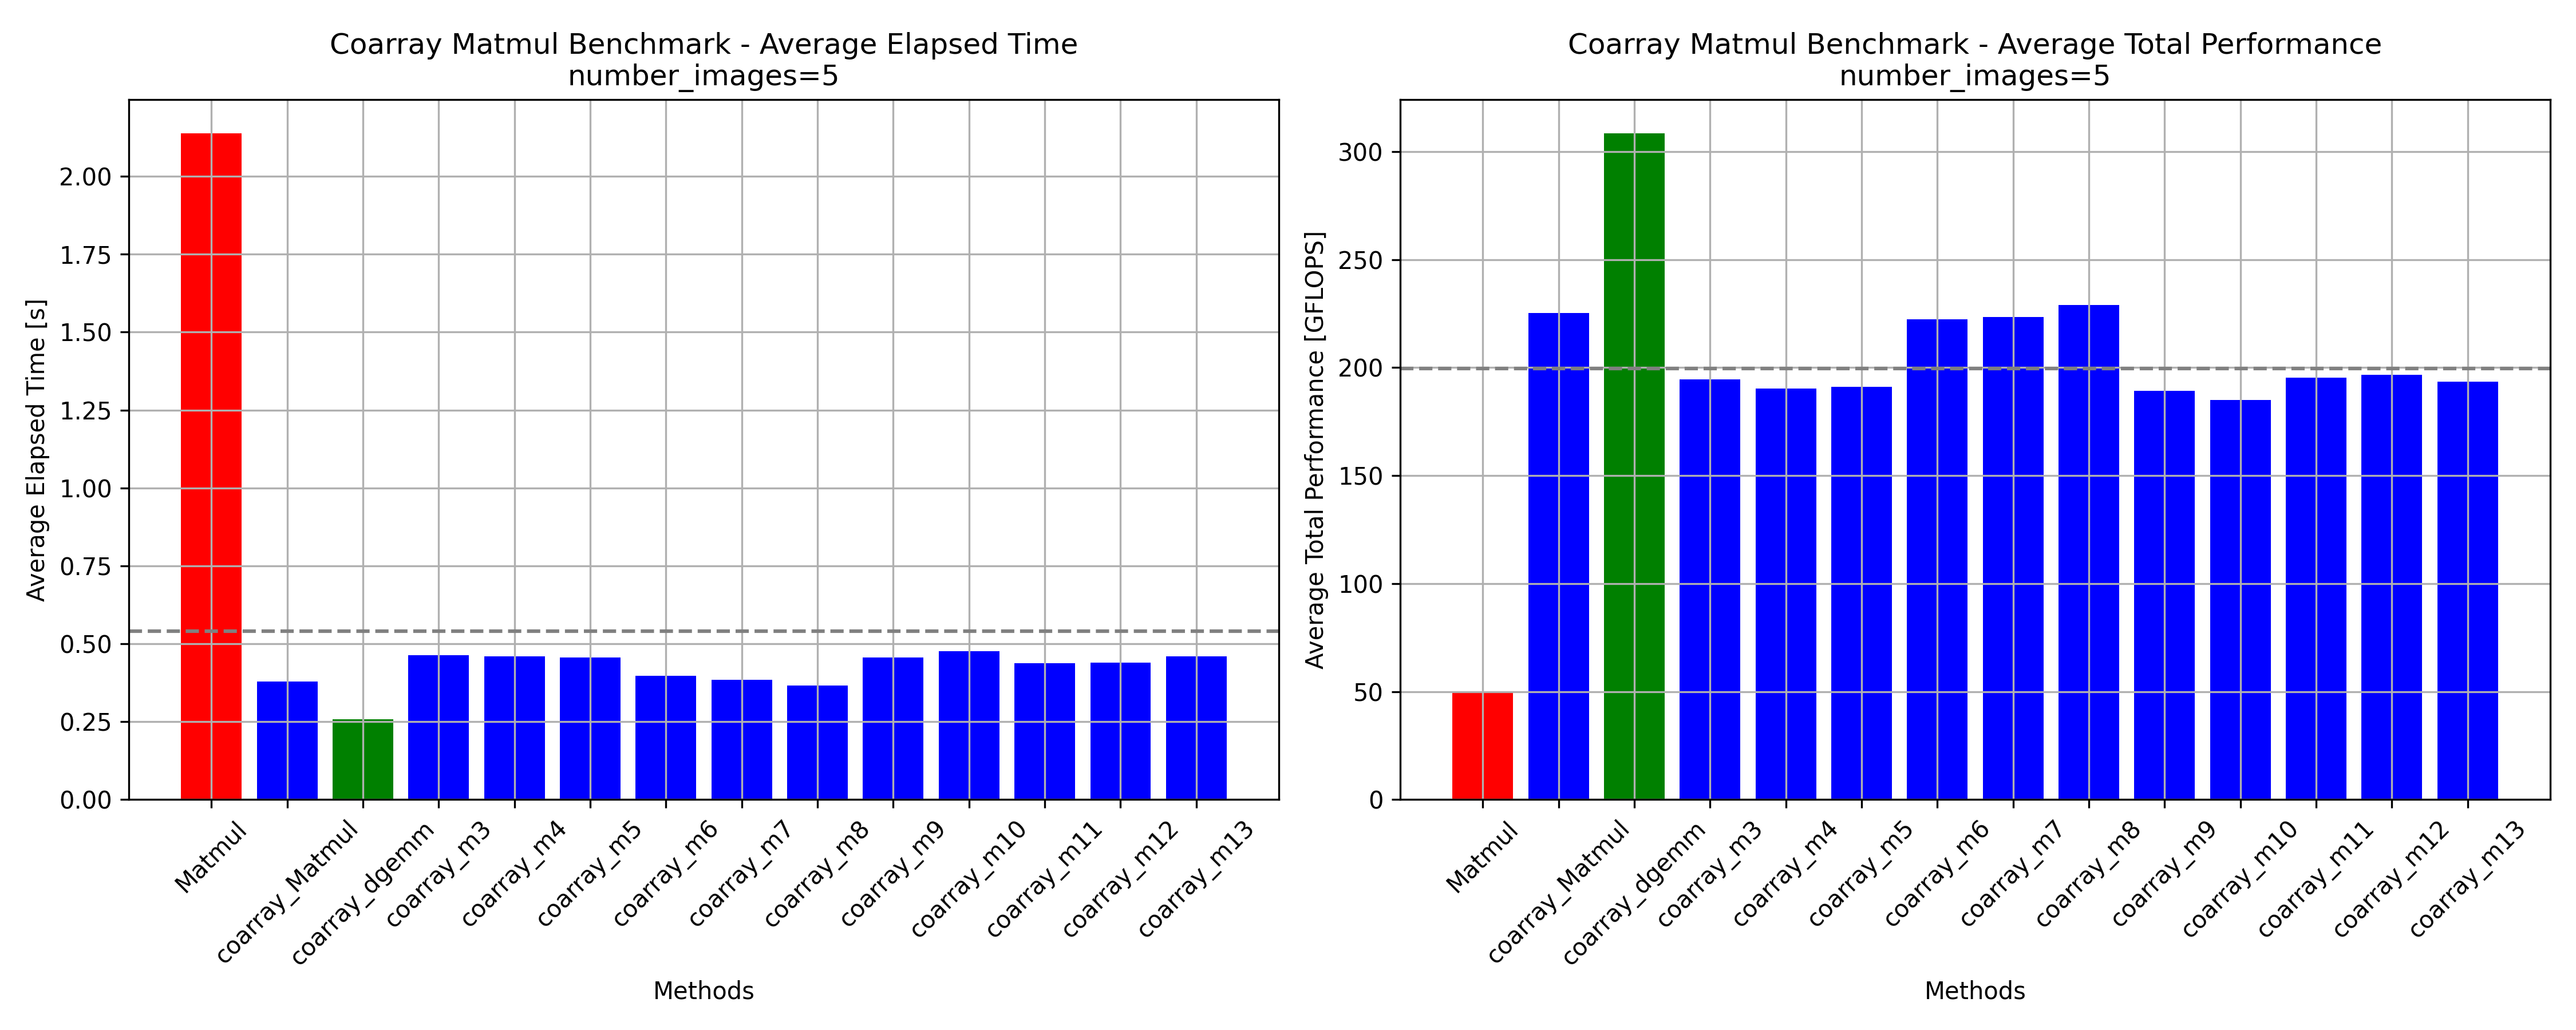 Coarray Matmul Benchmark - Average Elapsed Time
number_images=5
Average Elapsed Time [s]
2.00
1.75
1.50
1.25
1.00
0.75
0.50
0.25
0.00
Matmul
coarray_Matmul
coarray_dgemm
coarray_m3
coarray_m4
coarray_m5
coarray_m6
coarray_m7
coarray_m8
coarray_m9
coarray_m10
coarray_m11
coarray_m12
coarray_m13
Methods
Coarray Matmul Benchmark - Average Total Performance
number_images=5
Average Total Performance [GFLOPS]
300
250
200
150
100
50
0
Matmul
coarray_Matmul
coarray_dgemm
coarray_m3
coarray_m4
coarray_m5
coarray_m6
coarray_m7
coarray_m8
coarray_m9
coarray_m10
coarray_m11
coarray_m12
coarray_m13
Methods